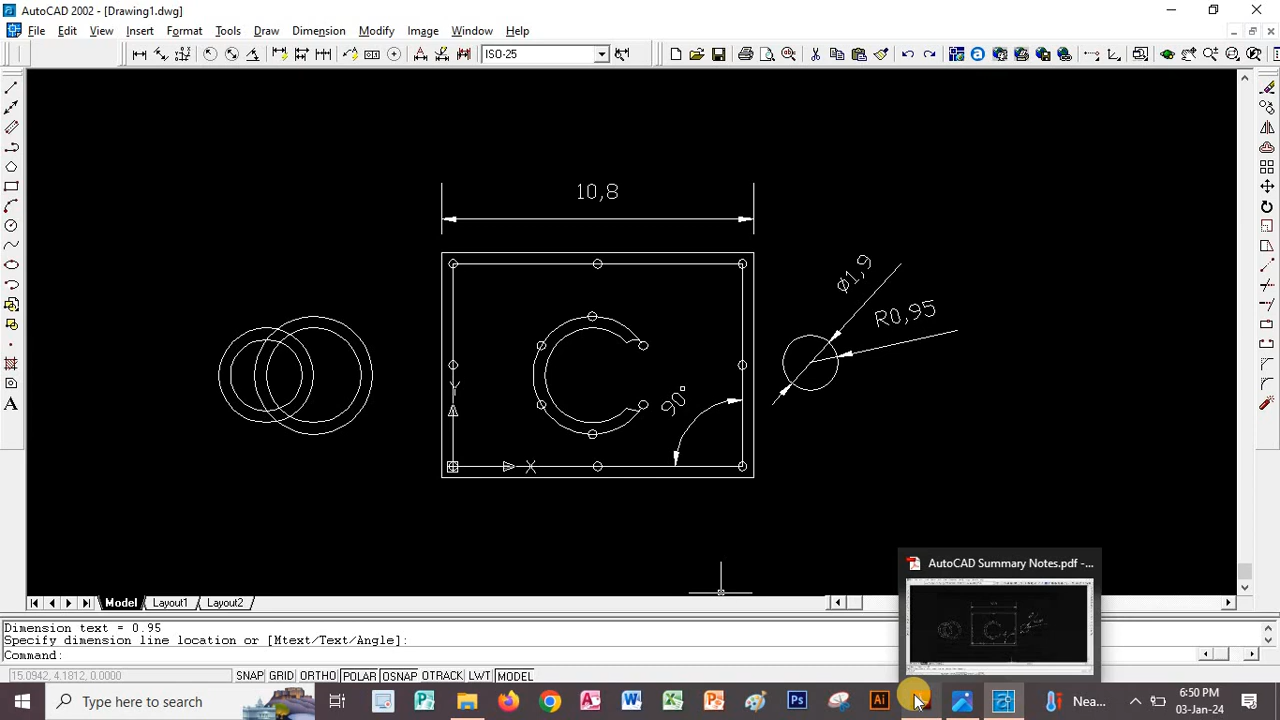 AutoCAD 2002 - [Drawing1.dwg]
File Edit View Insert Format Tools Draw Dimension Modify Image Window Help
ISO-25
10,8
Ø1,9
R0,95
90°
Y
X
AutoCAD Summary Notes.pdf -...
Model Layout1 Layout2
Dimension text = 0.95
Specify dimension line location or [Mtext/Text/Angle]:
Command:
15.0942, 4.1812, 0.0000 GRID ORTHO POLAR OSNAP OTRACK LWT MODEL
Type here to search
Ps
Ai
Nea...
6:50 PM
03-Jan-24